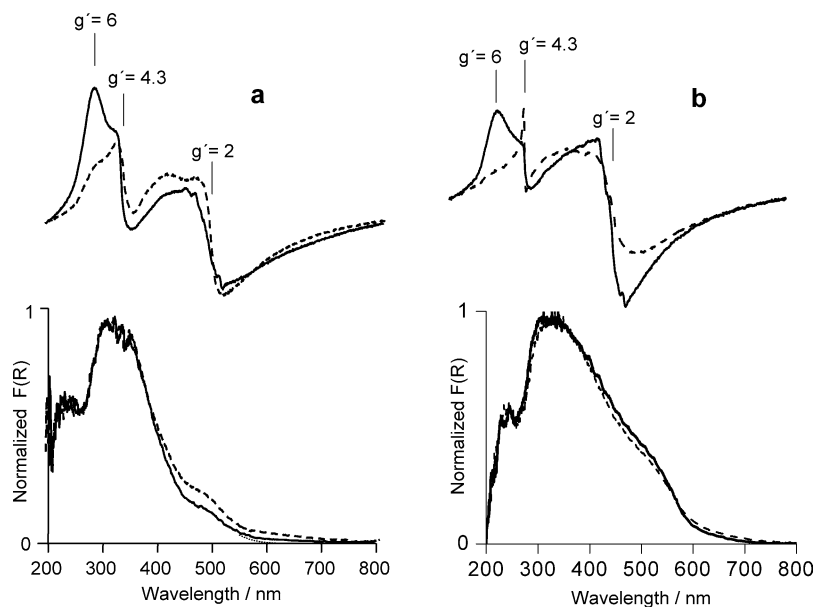 g´= 6
g´= 4.3
a
g´= 2
g´= 6
g´= 4.3
b
g´= 2
1
Normalized F(R)
0
200 300 400 500 600 700 800
Wavelength / nm
1
Normalized F(R)
0
200 300 400 500 600 700 800
Wavelength / nm